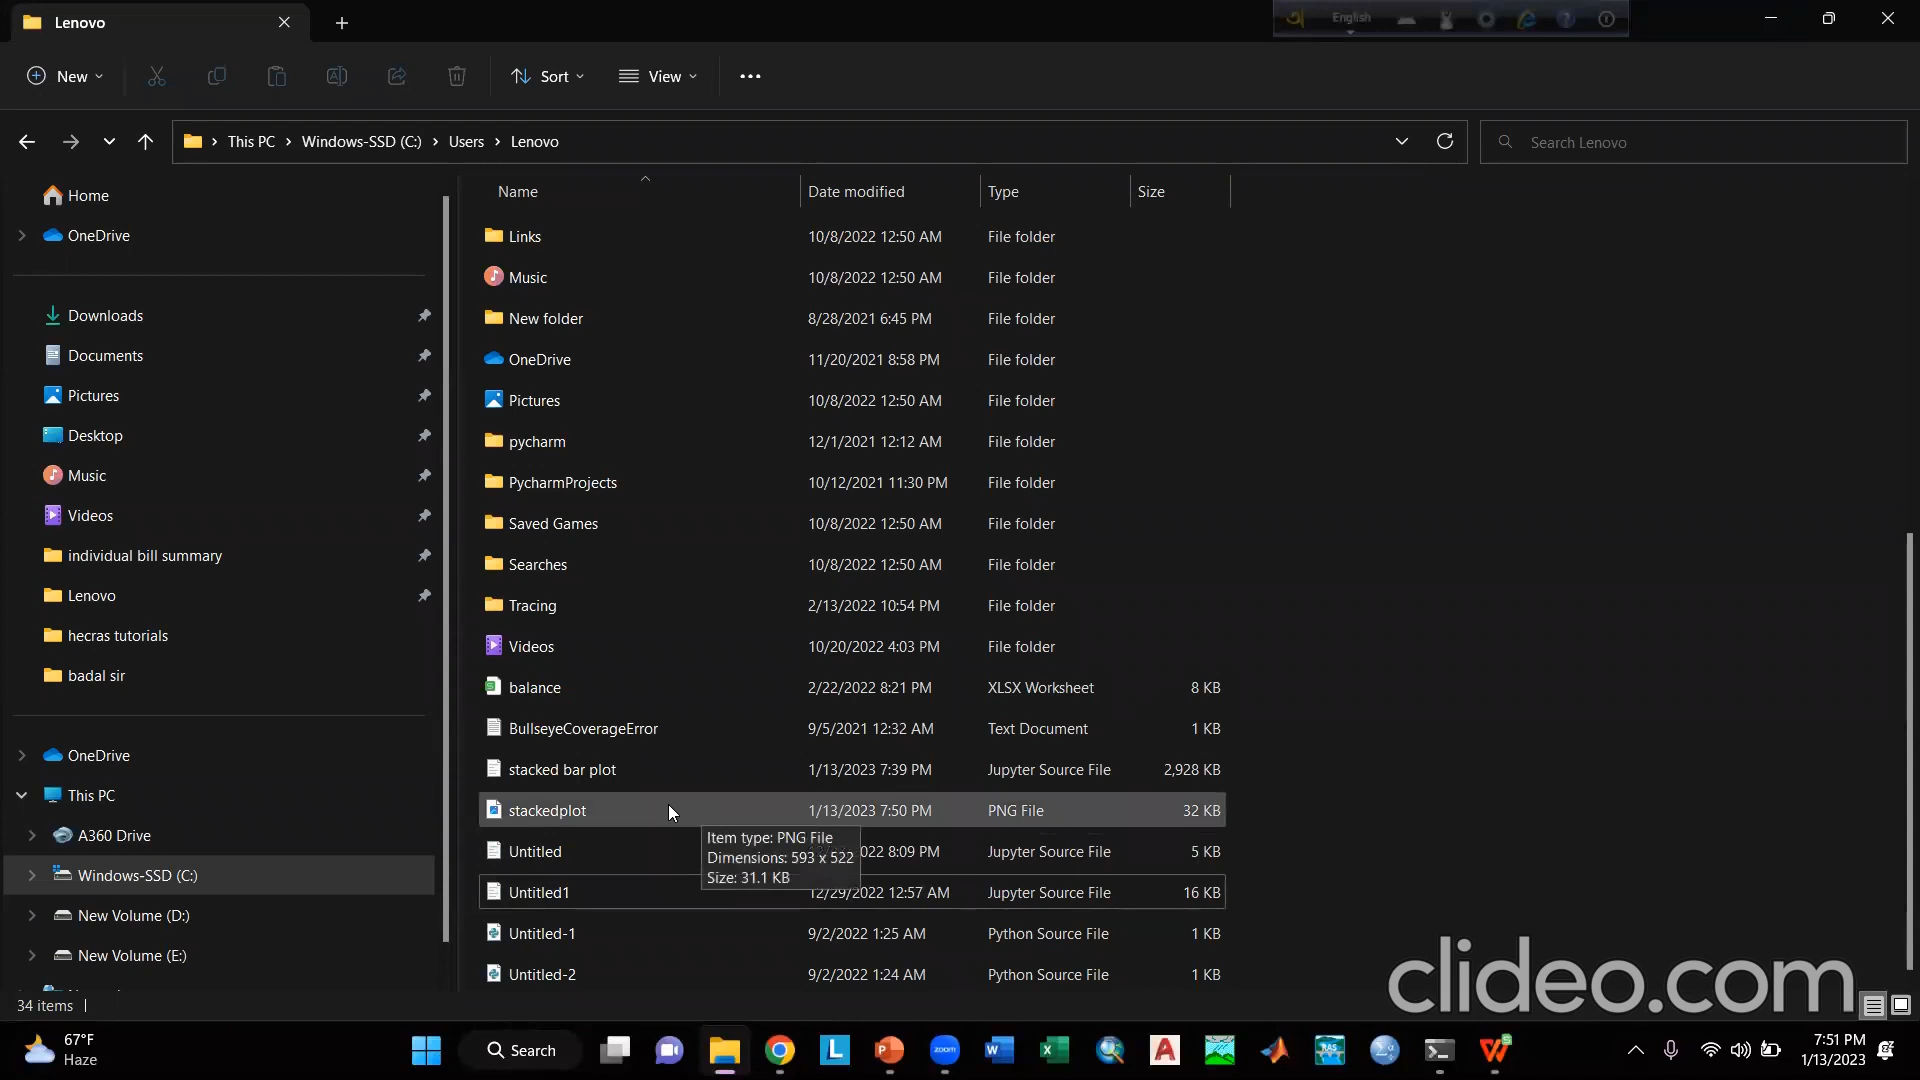 Lenovo
English
New
Sort
View
This PC
Windows-SSD (C:)
Users
Lenovo
Search Lenovo
Home
OneDrive
Downloads
Documents
Pictures
Desktop
Music
Videos
individual bill summary
Lenovo
hecras tutorials
badal sir
OneDrive
This PC
A360 Drive
Windows-SSD (C:)
New Volume (D:)
New Volume (E:)
Name Date modified Type Size
Links 10/8/2022 12:50 AM File folder
Music 10/8/2022 12:50 AM File folder
New folder 8/28/2021 6:45 PM File folder
OneDrive 11/20/2021 8:58 PM File folder
Pictures 10/8/2022 12:50 AM File folder
pycharm 12/1/2021 12:12 AM File folder
PycharmProjects 10/12/2021 11:30 PM File folder
Saved Games 10/8/2022 12:50 AM File folder
Searches 10/8/2022 12:50 AM File folder
Tracing 2/13/2022 10:54 PM File folder
Videos 10/20/2022 4:03 PM File folder
balance 2/22/2022 8:21 PM XLSX Worksheet 8 KB
BullseyeCoverageError 9/5/2021 12:32 AM Text Document 1 KB
stacked bar plot 1/13/2023 7:39 PM Jupyter Source File 2,928 KB
stackedplot 1/13/2023 7:50 PM PNG File 32 KB
Item type: PNG File
Dimensions: 593 x 522
Size: 31.1 KB
Untitled 022 8:09 PM Jupyter Source File 5 KB
Untitled1 12/29/2022 12:57 AM Jupyter Source File 16 KB
Untitled-1 9/2/2022 1:25 AM Python Source File 1 KB
Untitled-2 9/2/2022 1:24 AM Python Source File 1 KB
clideo.com
34 items
67°F
Haze
Search
zoom
RAS
7:51 PM
1/13/2023